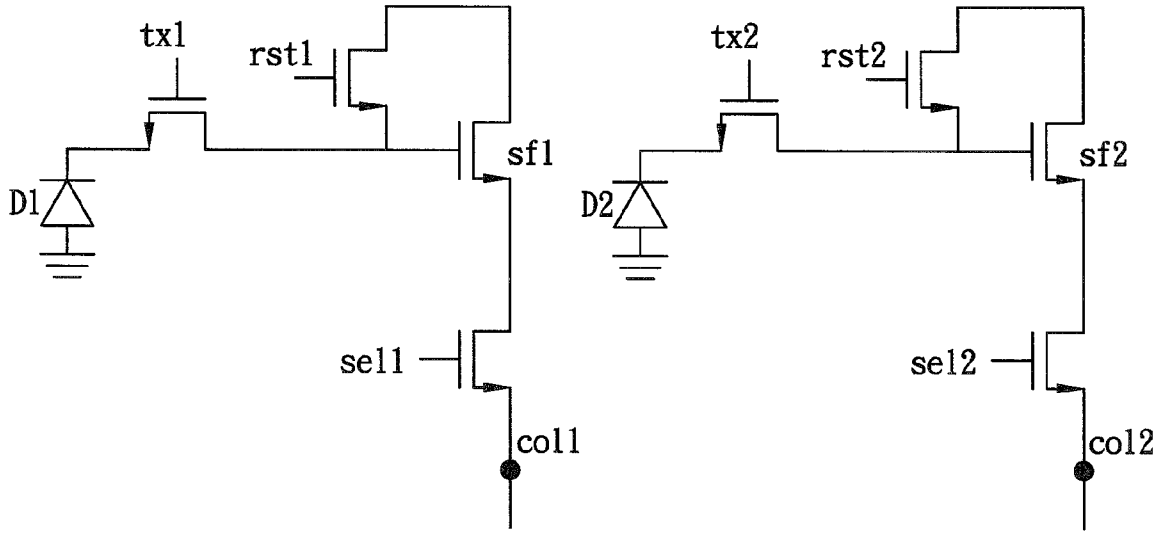 tx1
rst1
sf1
D1
sel1
col1
tx2
rst2
sf2
D2
sel2
col2